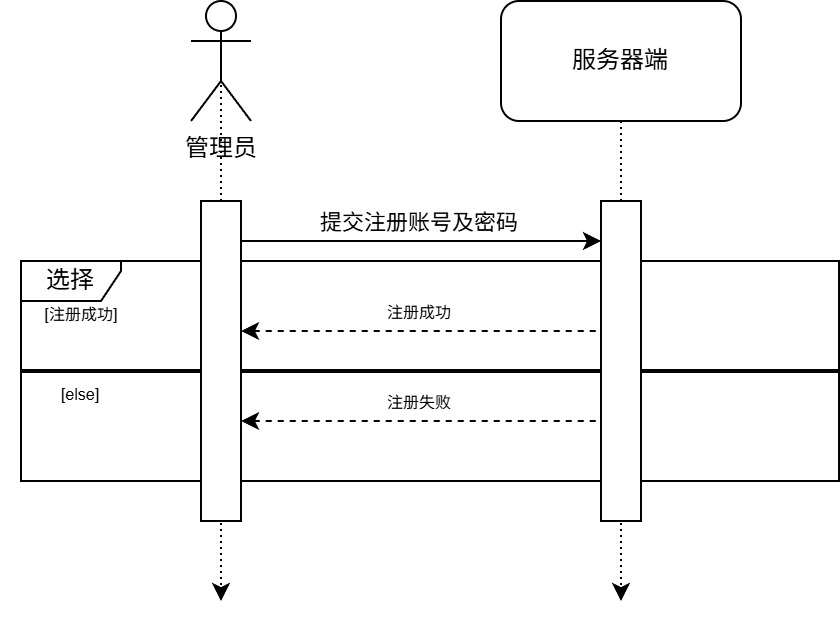 服务器端
管理员
提交注册账号及密码
选择
[注册成功]
注册成功
[else]
注册失败